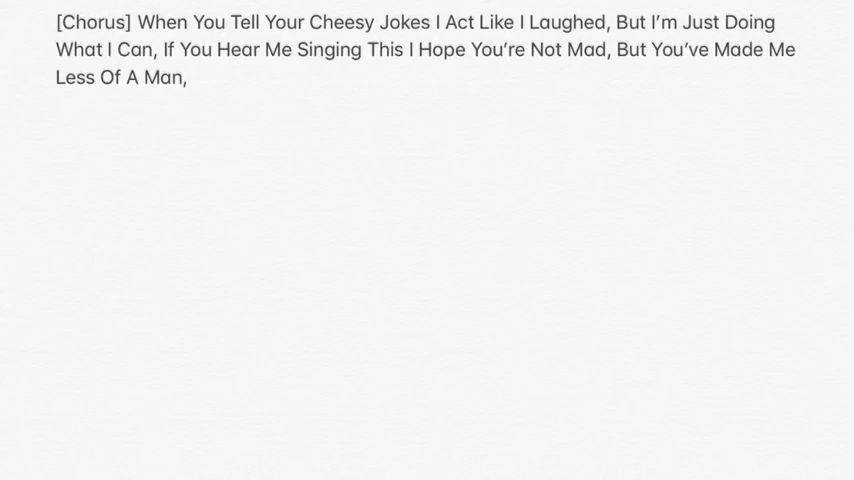 [Chorus] When You Tell Your Cheesy Jokes I Act Like I Laughed, But I’m Just Doing
What I Can, If You Hear Me Singing This I Hope You’re Not Mad, But You’ve Made Me
Less Of A Man,